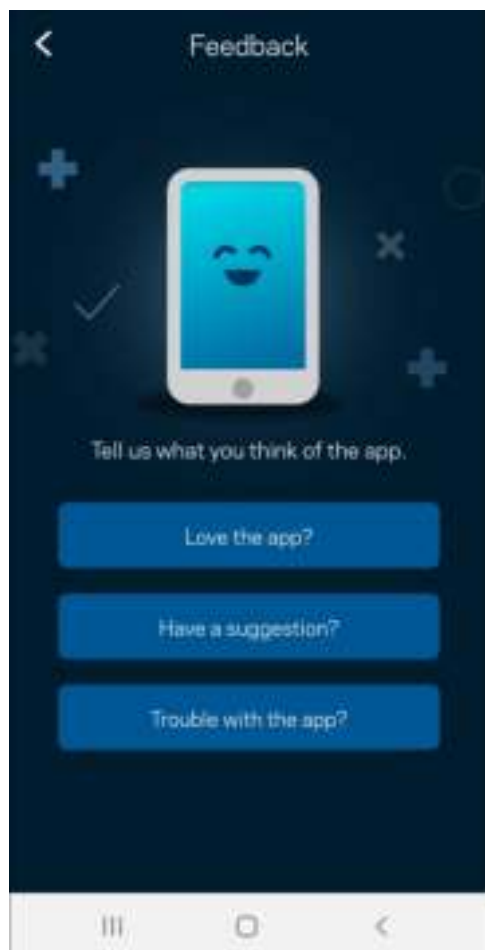 Feedback
Tell us what you think of the app.
Love the app?
Have a suggestion?
Trouble with the app?